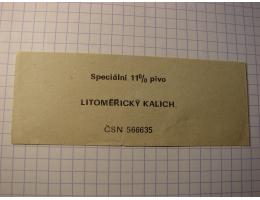 Speciální 11% pivo
LITOMĚŘICKÝ KALICH
ČSN 566635